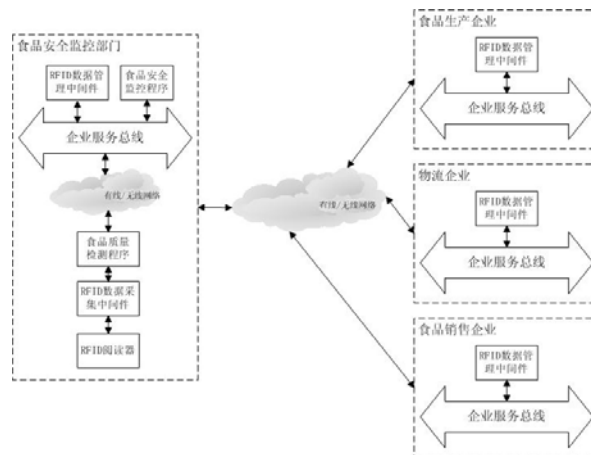 食品安全监控部门
RFID数据管
理中间件
食品安全
监控程序
企业服务总线
有线/无线网络
食品质量
检测程序
RFID数据采
集中间件
RFID阅读器
有线/无线网络
食品生产企业
RFID数据管
理中间件
企业服务总线
物流企业
RFID数据管
理中间件
企业服务总线
食品销售企业
RFID数据管
理中间件
企业服务总线